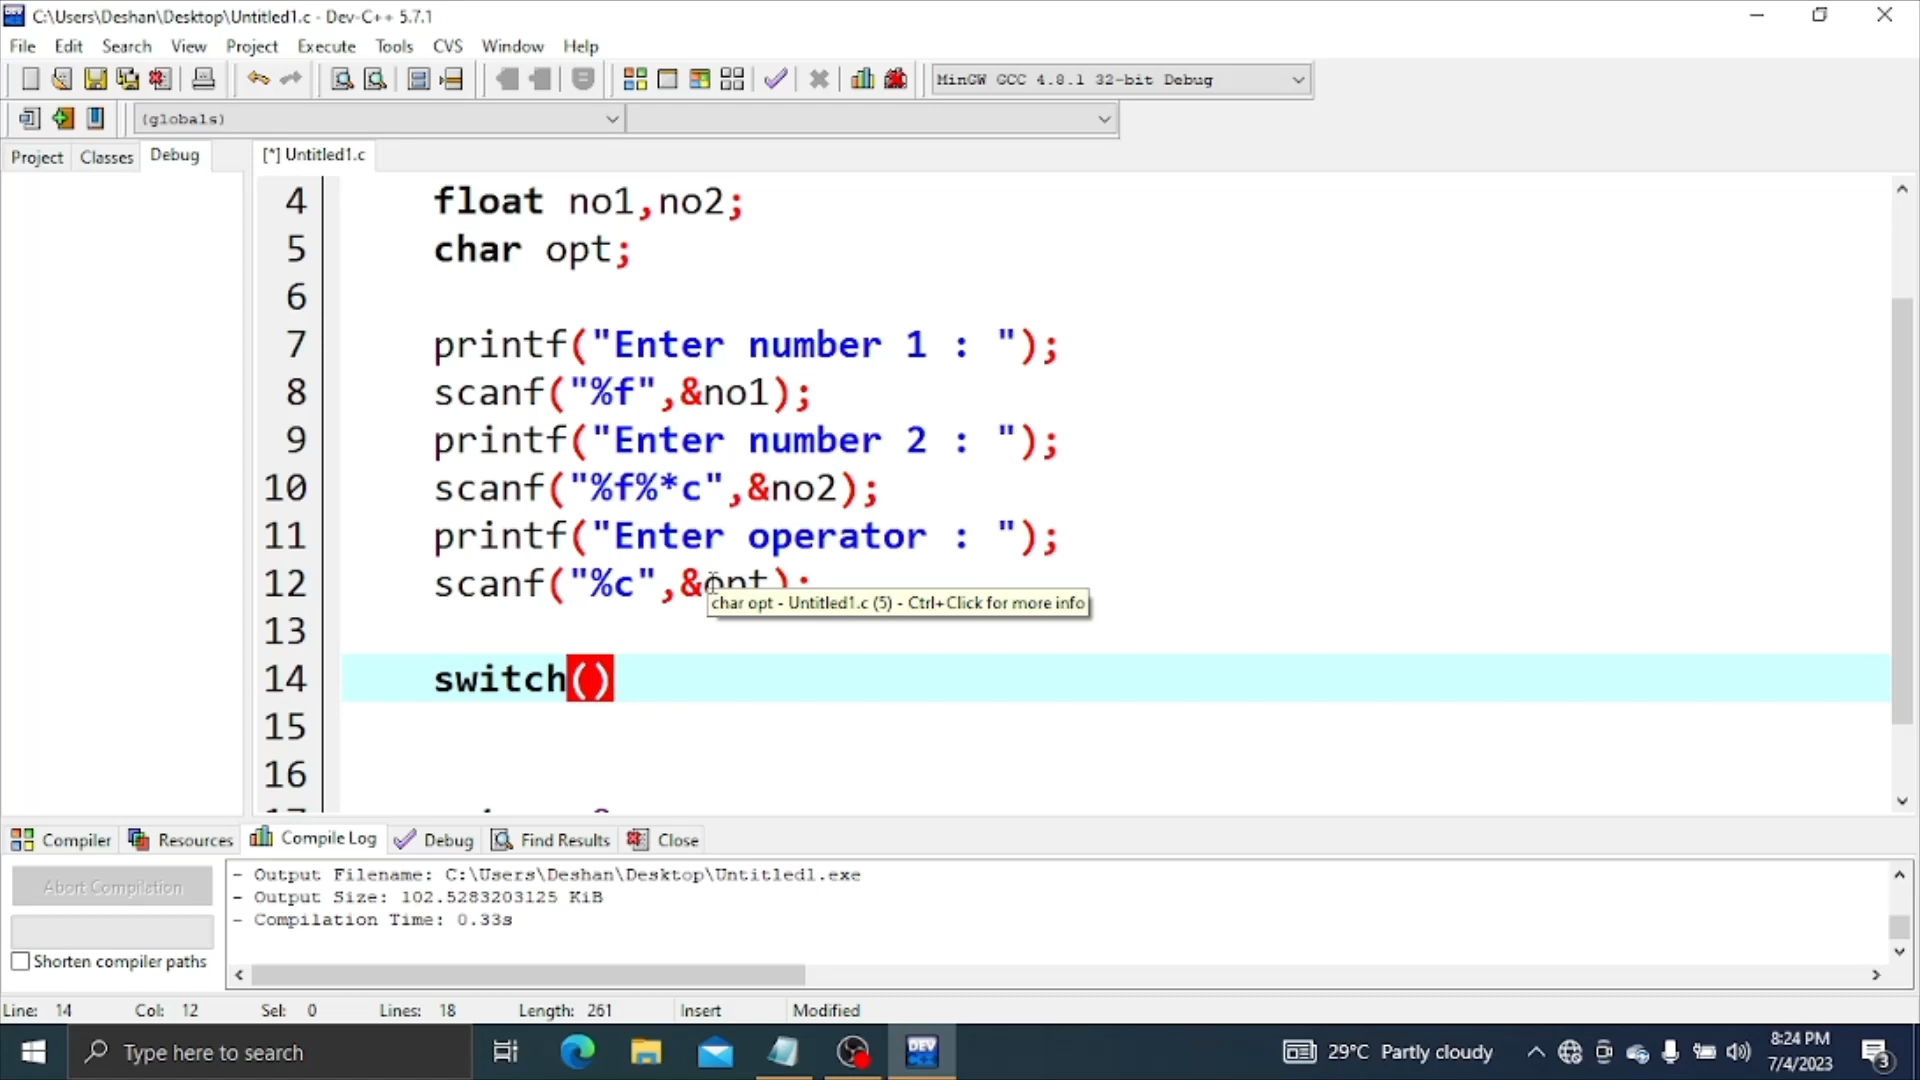 C:\Users\Deshan\Desktop\Untitled1.c - Dev-C++ 5.7.1
File Edit Search View Project Execute Tools CVS Window Help
MinGW GCC 4.8.1 32-bit Debug
(globals)
Project Classes Debug [*] Untitled1.c
4 float no1,no2;
5 char opt;
6
7 printf("Enter number 1 : ");
8 scanf("%f",&no1);
9 printf("Enter number 2 : ");
10 scanf("%f%*c",&no2);
11 printf("Enter operator : ");
12 scanf("%c",&opt);
char opt - Untitled1.c (5) - Ctrl+Click for more info
13
14 switch()
15
16
Compiler Resources Compile Log Debug Find Results Close
Abort Compilation
- Output Filename: C:\Users\Deshan\Desktop\Untitled1.exe
- Output Size: 102.5283203125 KiB
- Compilation Time: 0.33s
Shorten compiler paths
Line: 14 Col: 12 Sel: 0 Lines: 18 Length: 261 Insert Modified
Type here to search
DEV
29°C Partly cloudy
8:24 PM
7/4/2023
3